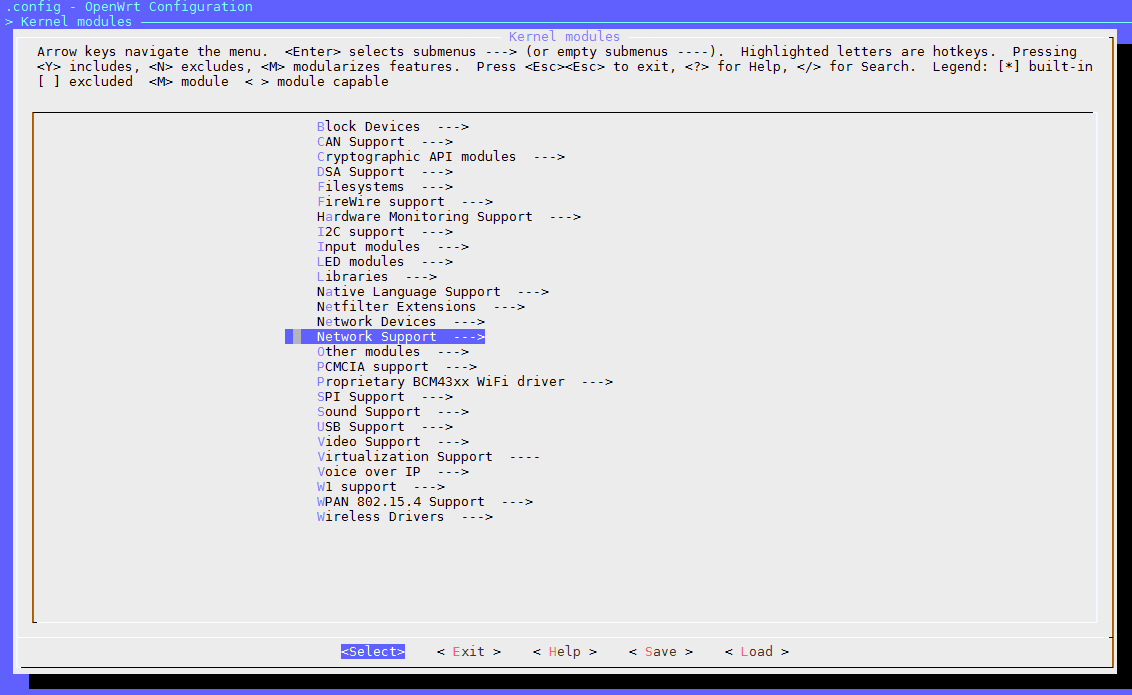 .config - OpenWrt Configuration
> Kernel modules
Kernel modules
Arrow keys navigate the menu.  <Enter> selects submenus ---> (or empty submenus ----).  Highlighted letters are hotkeys.  Pressing
<Y> includes, <N> excludes, <M> modularizes features.  Press <Esc><Esc> to exit, <?> for Help, </> for Search.  Legend: [*] built-in
[ ] excluded  <M> module  < > module capable
Block Devices  --->
CAN Support  --->
Cryptographic API modules  --->
DSA Support  --->
Filesystems  --->
FireWire support  --->
Hardware Monitoring Support  --->
I2C support  --->
Input modules  --->
LED modules  --->
Libraries  --->
Native Language Support  --->
Netfilter Extensions  --->
Network Devices  --->
Network Support  --->
Other modules  --->
PCMCIA support  --->
Proprietary BCM43xx WiFi driver  --->
SPI Support  --->
Sound Support  --->
USB Support  --->
Video Support  --->
Virtualization Support  ----
Voice over IP  --->
W1 support  --->
WPAN 802.15.4 Support  --->
Wireless Drivers  --->
<Select>    < Exit >    < Help >    < Save >    < Load >